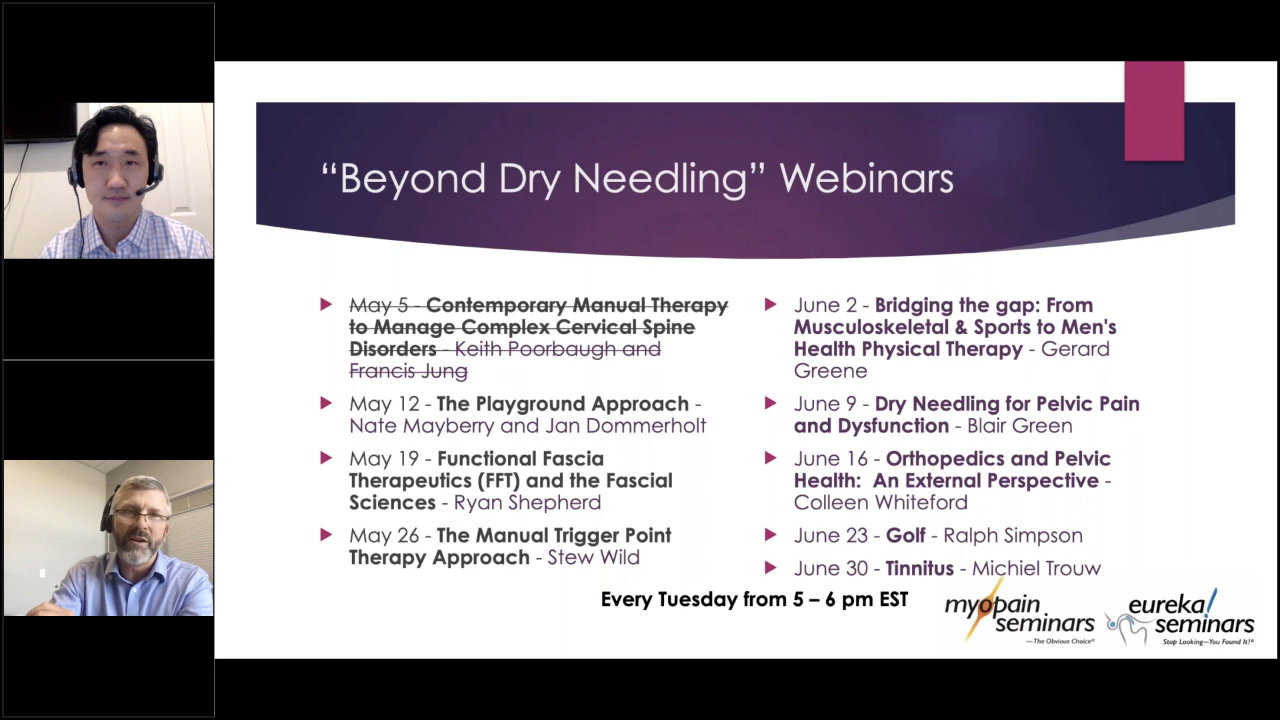 “Beyond Dry Needling” Webinars
May 5 - Contemporary Manual Therapy
to Manage Complex Cervical Spine
Disorders - Keith Poorbaugh and
Francis Jung
May 12 - The Playground Approach -
Nate Mayberry and Jan Dommerholt
May 19 - Functional Fascia
Therapeutics (FFT) and the Fascial
Sciences - Ryan Shepherd
May 26 - The Manual Trigger Point
Therapy Approach - Stew Wild
June 2 - Bridging the gap: From
Musculoskeletal & Sports to Men's
Health Physical Therapy - Gerard
Greene
June 9 - Dry Needling for Pelvic Pain
and Dysfunction - Blair Green
June 16 - Orthopedics and Pelvic
Health: An External Perspective -
Colleen Whiteford
June 23 - Golf - Ralph Simpson
June 30 - Tinnitus - Michiel Trouw
Every Tuesday from 5 – 6 pm EST
myopain
seminars
—The Obvious Choice®
eureka!
seminars
Stop Looking—You Found It!®